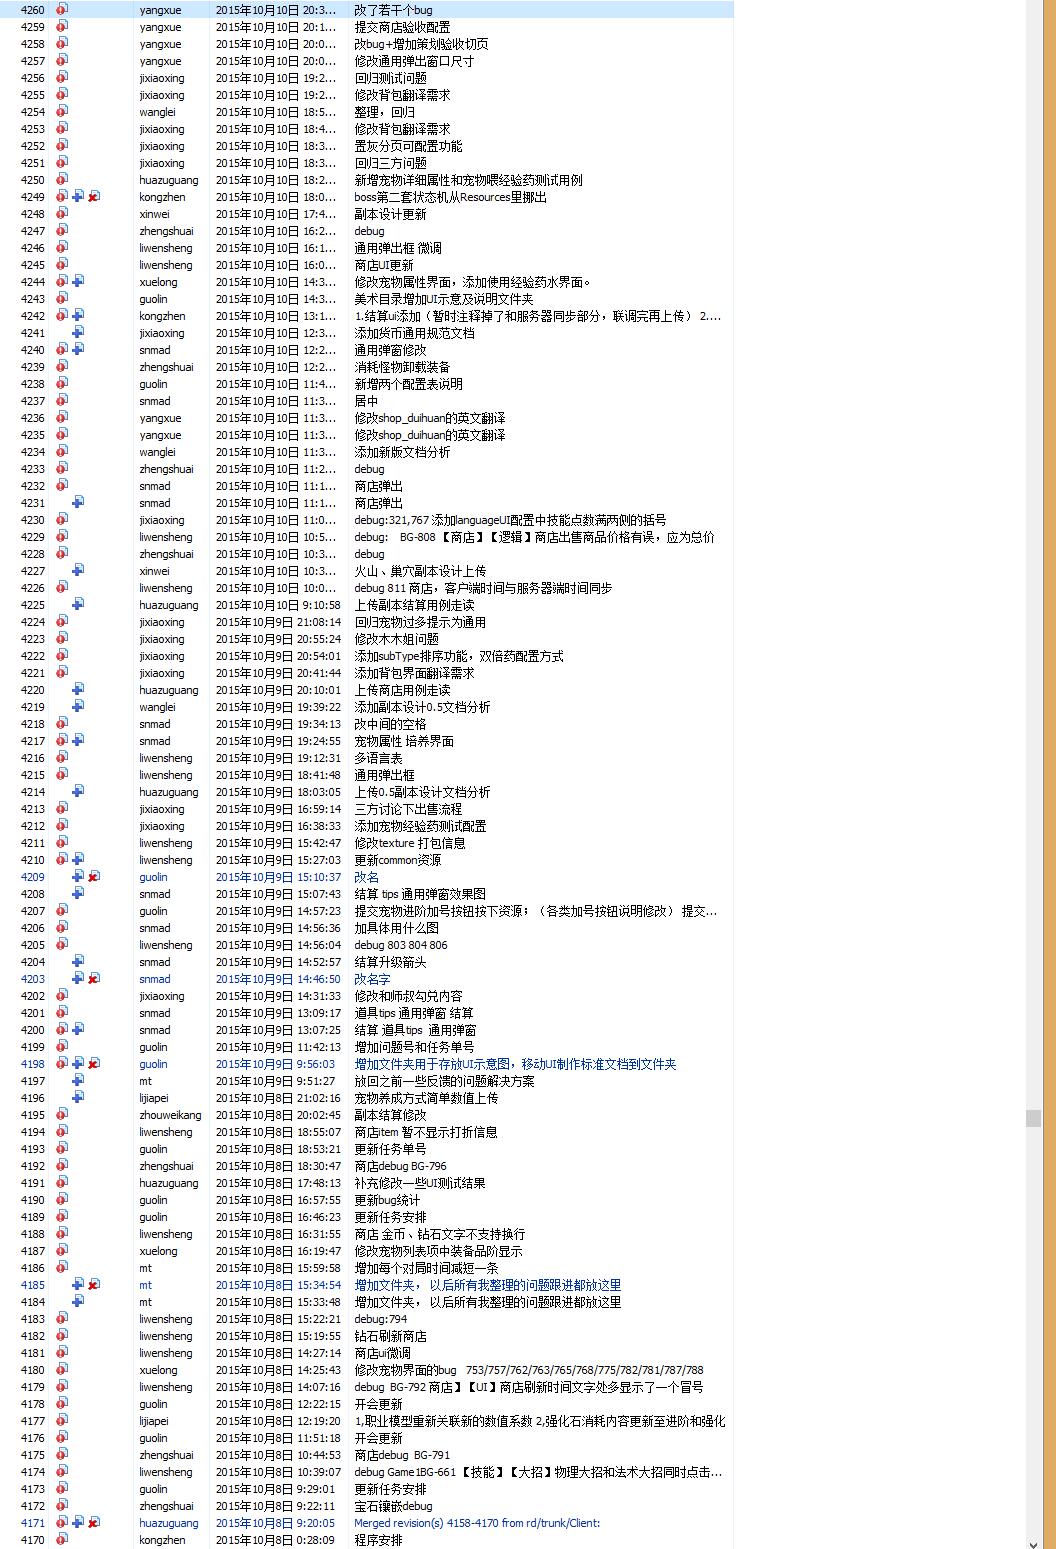 4260 yangxue 2015年10月10日 20:3... 改了若干个bug
4259 yangxue 2015年10月10日 20:1... 提交商店验收配置
4258 yangxue 2015年10月10日 20:0... 改bug+增加策划验收切页
4257 yangxue 2015年10月10日 20:0... 修改通用弹出窗口尺寸
4256 jixiaoxing 2015年10月10日 19:2... 回归测试问题
4255 jixiaoxing 2015年10月10日 19:2... 修改背包翻译需求
4254 wanglei 2015年10月10日 18:5... 整理，回归
4253 jixiaoxing 2015年10月10日 18:4... 修改背包翻译需求
4252 jixiaoxing 2015年10月10日 18:3... 置灰分页可配置功能
4251 jixiaoxing 2015年10月10日 18:3... 回归三方问题
4250 huazuguang 2015年10月10日 18:2... 新增宠物详细属性和宠物喂经验药测试用例
4249 kongzhen 2015年10月10日 18:0... boss第二套状态机从Resources里挪出
4248 xinwei 2015年10月10日 17:4... 副本设计更新
4247 zhengshuai 2015年10月10日 16:2... debug
4246 liwensheng 2015年10月10日 16:1... 通用弹出框 微调
4245 liwensheng 2015年10月10日 16:0... 商店UI更新
4244 xuelong 2015年10月10日 14:3... 修改宠物属性界面，添加使用经验药水界面。
4243 guolin 2015年10月10日 14:3... 美术目录增加UI示意及说明文件夹
4242 kongzhen 2015年10月10日 13:1... 1.结算ui添加（暂时注释掉了和服务器同步部分，联调完再上传） 2....
4241 jixiaoxing 2015年10月10日 12:3... 添加货币通用规范文档
4240 snmad 2015年10月10日 12:2... 通用弹窗修改
4239 zhengshuai 2015年10月10日 12:2... 消耗怪物卸载装备
4238 guolin 2015年10月10日 11:4... 新增两个配置表说明
4237 snmad 2015年10月10日 11:3... 居中
4236 yangxue 2015年10月10日 11:3... 修改shop_duihuan的英文翻译
4235 yangxue 2015年10月10日 11:3... 修改shop_duihuan的英文翻译
4234 wanglei 2015年10月10日 11:3... 添加新版文档分析
4233 zhengshuai 2015年10月10日 11:2... debug
4232 snmad 2015年10月10日 11:1... 商店弹出
4231 snmad 2015年10月10日 11:1... 商店弹出
4230 jixiaoxing 2015年10月10日 11:0... debug:321,767 添加languageUI配置中技能点数满两侧的括号
4229 liwensheng 2015年10月10日 10:5... debug: BG-808 【商店】【逻辑】商店出售商品价格有误，应为总价
4228 zhengshuai 2015年10月10日 10:3... debug
4227 xinwei 2015年10月10日 10:3... 火山、巢穴副本设计上传
4226 liwensheng 2015年10月10日 10:0... debug 811 商店，客户端时间与服务器端时间同步
4225 huazuguang 2015年10月10日 9:10:58 上传副本结算用例走读
4224 jixiaoxing 2015年10月9日 21:08:14 回归宠物过多提示为通用
4223 jixiaoxing 2015年10月9日 20:55:24 修改木木姐问题
4222 jixiaoxing 2015年10月9日 20:54:01 添加subType排序功能，双倍药配置方式
4221 jixiaoxing 2015年10月9日 20:41:44 添加背包界面翻译需求
4220 huazuguang 2015年10月9日 20:10:01 上传商店用例走读
4219 wanglei 2015年10月9日 19:39:22 添加副本设计0.5文档分析
4218 snmad 2015年10月9日 19:34:13 改中间的空格
4217 snmad 2015年10月9日 19:24:55 宠物属性 培养界面
4216 liwensheng 2015年10月9日 19:12:31 多语言表
4215 liwensheng 2015年10月9日 18:41:48 通用弹出框
4214 huazuguang 2015年10月9日 18:03:05 上传0.5副本设计文档分析
4213 jixiaoxing 2015年10月9日 16:59:14 三方讨论下出售流程
4212 jixiaoxing 2015年10月9日 16:38:33 添加宠物经验药测试配置
4211 liwensheng 2015年10月9日 15:42:47 修改texture 打包信息
4210 liwensheng 2015年10月9日 15:27:03 更新common资源
4209 guolin 2015年10月9日 15:10:37 改名
4208 snmad 2015年10月9日 15:07:43 结算 tips 通用弹窗效果图
4207 guolin 2015年10月9日 14:57:23 提交宠物进阶加号按钮按下资源；（各类加号按钮说明修改） 提交...
4206 snmad 2015年10月9日 14:56:36 加具体用什么图
4205 liwensheng 2015年10月9日 14:56:04 debug 803 804 806
4204 snmad 2015年10月9日 14:52:57 结算升级箭头
4203 snmad 2015年10月9日 14:46:50 改名字
4202 jixiaoxing 2015年10月9日 14:31:33 修改和师叔勾兑内容
4201 snmad 2015年10月9日 13:09:17 道具tips 通用弹窗 结算
4200 snmad 2015年10月9日 13:07:25 结算 道具tips 通用弹窗
4199 guolin 2015年10月9日 11:42:13 增加问题号和任务单号
4198 guolin 2015年10月9日 9:56:03 增加文件夹用于存放UI示意图，移动UI制作标准文档到文件夹
4197 mt 2015年10月9日 9:51:27 放回之前一些反馈的问题解决方案
4196 lijiapei 2015年10月8日 21:02:16 宠物养成方式简单数值上传
4195 zhouweikang 2015年10月8日 20:02:45 副本结算修改
4194 liwensheng 2015年10月8日 18:55:07 商店item 暂不显示打折信息
4193 guolin 2015年10月8日 18:53:21 更新任务单号
4192 zhengshuai 2015年10月8日 18:30:47 商店debug BG-796
4191 huazuguang 2015年10月8日 17:48:13 补充修改一些UI测试结果
4190 guolin 2015年10月8日 16:57:55 更新bug统计
4189 guolin 2015年10月8日 16:46:23 更新任务安排
4188 liwensheng 2015年10月8日 16:31:55 商店 金币、钻石文字不支持换行
4187 xuelong 2015年10月8日 16:19:47 修改宠物列表项中装备品阶显示
4186 mt 2015年10月8日 15:59:58 增加每个对局时间减短一条
4185 mt 2015年10月8日 15:34:54 增加文件夹， 以后所有我整理的问题跟进都放这里
4184 mt 2015年10月8日 15:33:48 增加文件夹， 以后所有我整理的问题跟进都放这里
4183 liwensheng 2015年10月8日 15:22:21 debug:794
4182 liwensheng 2015年10月8日 15:19:55 钻石刷新商店
4181 liwensheng 2015年10月8日 14:27:14 商店ui微调
4180 xuelong 2015年10月8日 14:25:43 修改宠物界面的bug 753/757/762/763/765/768/775/782/781/787/788
4179 liwensheng 2015年10月8日 14:07:16 debug BG-792 商店】【UI】商店刷新时间文字处多显示了一个冒号
4178 guolin 2015年10月8日 12:22:15 开会更新
4177 lijiapei 2015年10月8日 12:19:20 1,职业模型重新关联新的数值系数 2,强化石消耗内容更新至进阶和强化
4176 guolin 2015年10月8日 11:51:18 开会更新
4175 zhengshuai 2015年10月8日 10:44:53 商店debug BG-791
4174 liwensheng 2015年10月8日 10:39:07 debug Game1BG-661 【技能】【大招】物理大招和法术大招同时点击...
4173 guolin 2015年10月8日 9:29:01 更新任务安排
4172 zhengshuai 2015年10月8日 9:22:11 宝石镶嵌debug
4171 huazuguang 2015年10月8日 9:20:05 Merged revision(s) 4158-4170 from rd/trunk/Client:
4170 kongzhen 2015年10月8日 0:28:09 程序安排